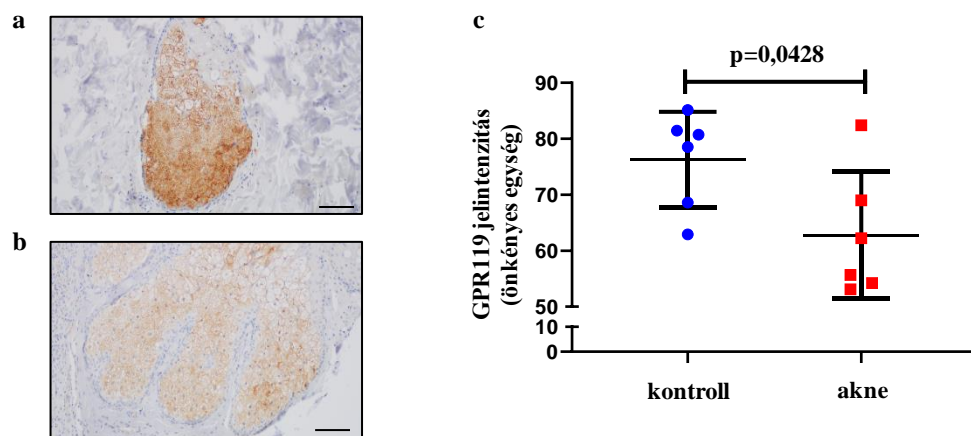 a
b
c
p=0,0428
GPR119 jelintenzitás
(önkényes egység)
90
80
70
60
50
10
0
kontroll
akne